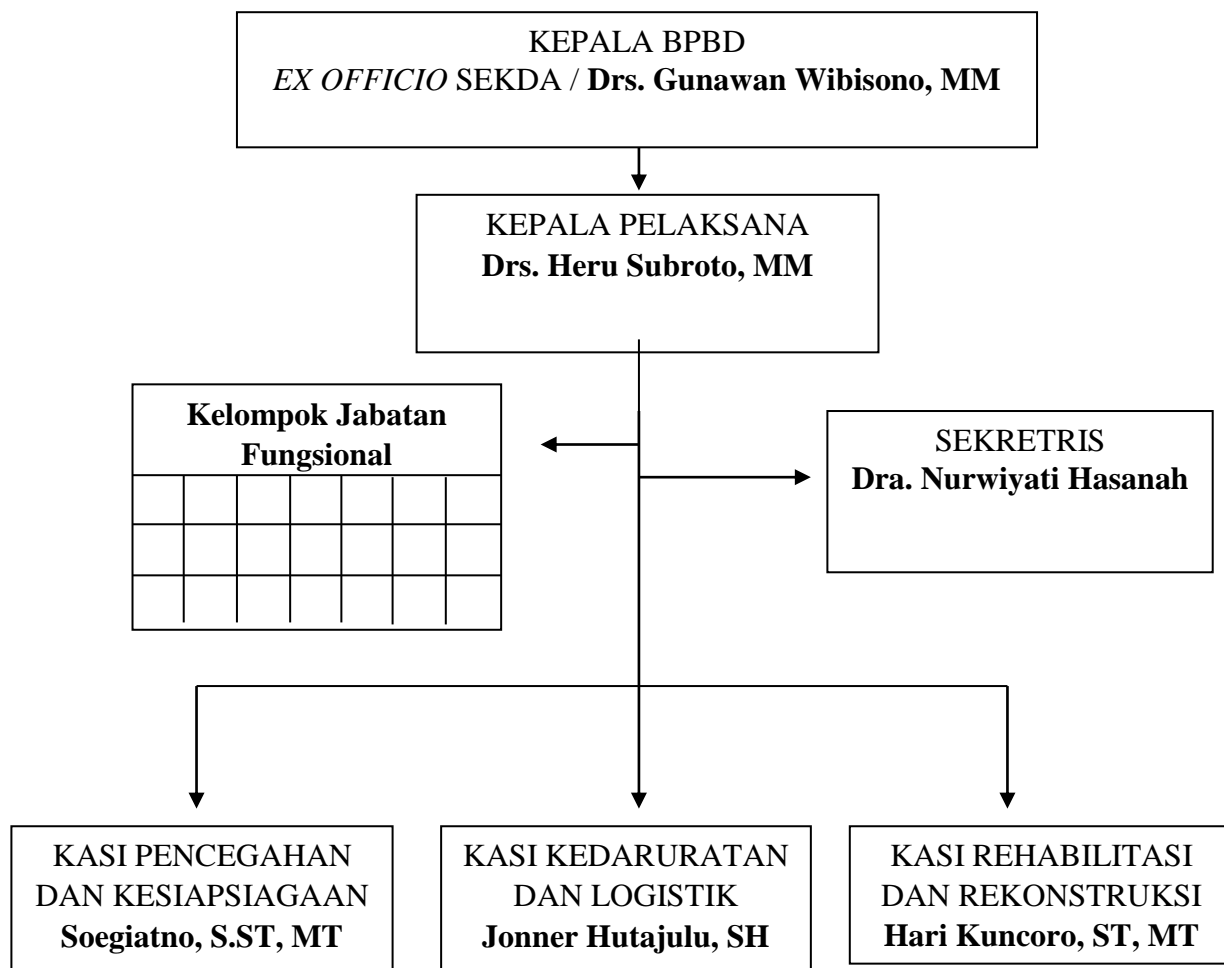 KEPALA BPBD
EX OFFICIO SEKDA / Drs. Gunawan Wibisono, MM
KEPALA PELAKSANA
Drs. Heru Subroto, MM
Kelompok Jabatan
Fungsional
SEKRETRIS
Dra. Nurwiyati Hasanah
KASI PENCEGAHAN
DAN KESIAPSIAGAAN
Soegiatno, S.ST, MT
KASI KEDARURATAN
DAN LOGISTIK
Jonner Hutajulu, SH
KASI REHABILITASI
DAN REKONSTRUKSI
Hari Kuncoro, ST, MT